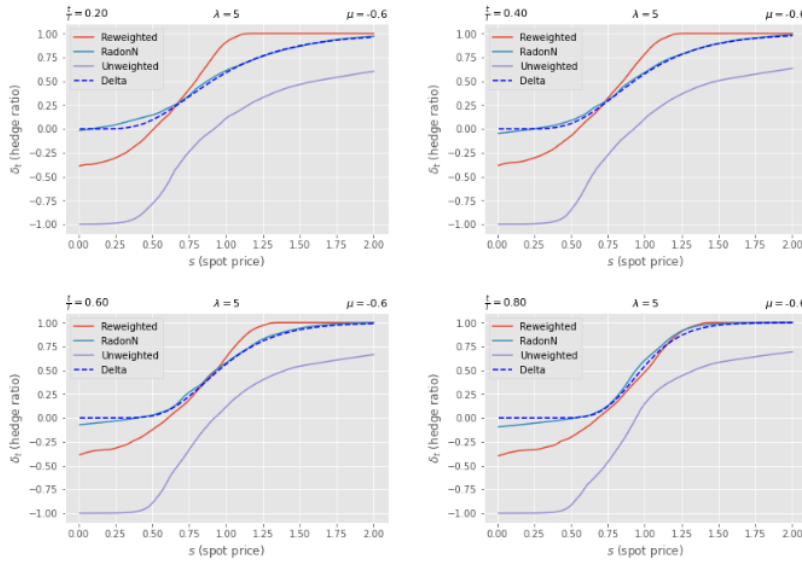 t/T = 0.20 λ = 5 μ = -0.6
Reweighted
RadonN
Unweighted
Delta
1.00
0.75
0.50
0.25
0.00
−0.25
−0.50
−0.75
−1.00
δt (hedge ratio)
0.00 0.25 0.50 0.75 1.00 1.25 1.50 1.75 2.00
s (spot price)
t/T = 0.40 λ = 5 μ = -0.6
Reweighted
RadonN
Unweighted
Delta
1.00
0.75
0.50
0.25
0.00
−0.25
−0.50
−0.75
−1.00
δt (hedge ratio)
0.00 0.25 0.50 0.75 1.00 1.25 1.50 1.75 2.00
s (spot price)
t/T = 0.60 λ = 5 μ = -0.6
Reweighted
RadonN
Unweighted
Delta
1.00
0.75
0.50
0.25
0.00
−0.25
−0.50
−0.75
−1.00
δt (hedge ratio)
0.00 0.25 0.50 0.75 1.00 1.25 1.50 1.75 2.00
s (spot price)
t/T = 0.80 λ = 5 μ = -0.6
Reweighted
RadonN
Unweighted
Delta
1.00
0.75
0.50
0.25
0.00
−0.25
−0.50
−0.75
−1.00
δt (hedge ratio)
0.00 0.25 0.50 0.75 1.00 1.25 1.50 1.75 2.00
s (spot price)